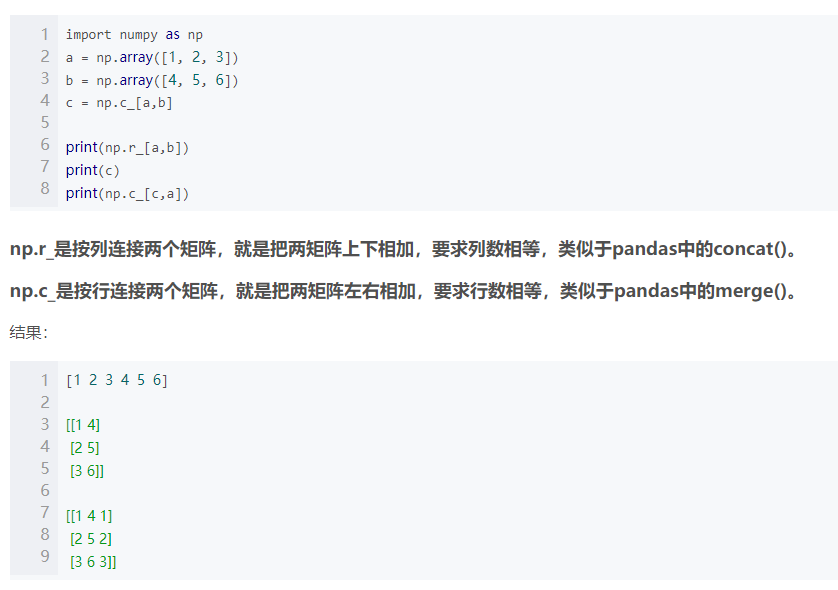 1 import numpy as np
2 a = np.array([1, 2, 3])
3 b = np.array([4, 5, 6])
4 c = np.c_[a,b]
5
6 print(np.r_[a,b])
7 print(c)
8 print(np.c_[c,a])
np.r_是按列连接两个矩阵，就是把两矩阵上下相加，要求列数相等，类似于pandas中的concat()。
np.c_是按行连接两个矩阵，就是把两矩阵左右相加，要求行数相等，类似于pandas中的merge()。
结果：
1 [1 2 3 4 5 6]
2
3 [[1 4]
4 [2 5]
5 [3 6]]
6
7 [[1 4 1]
8 [2 5 2]
9 [3 6 3]]